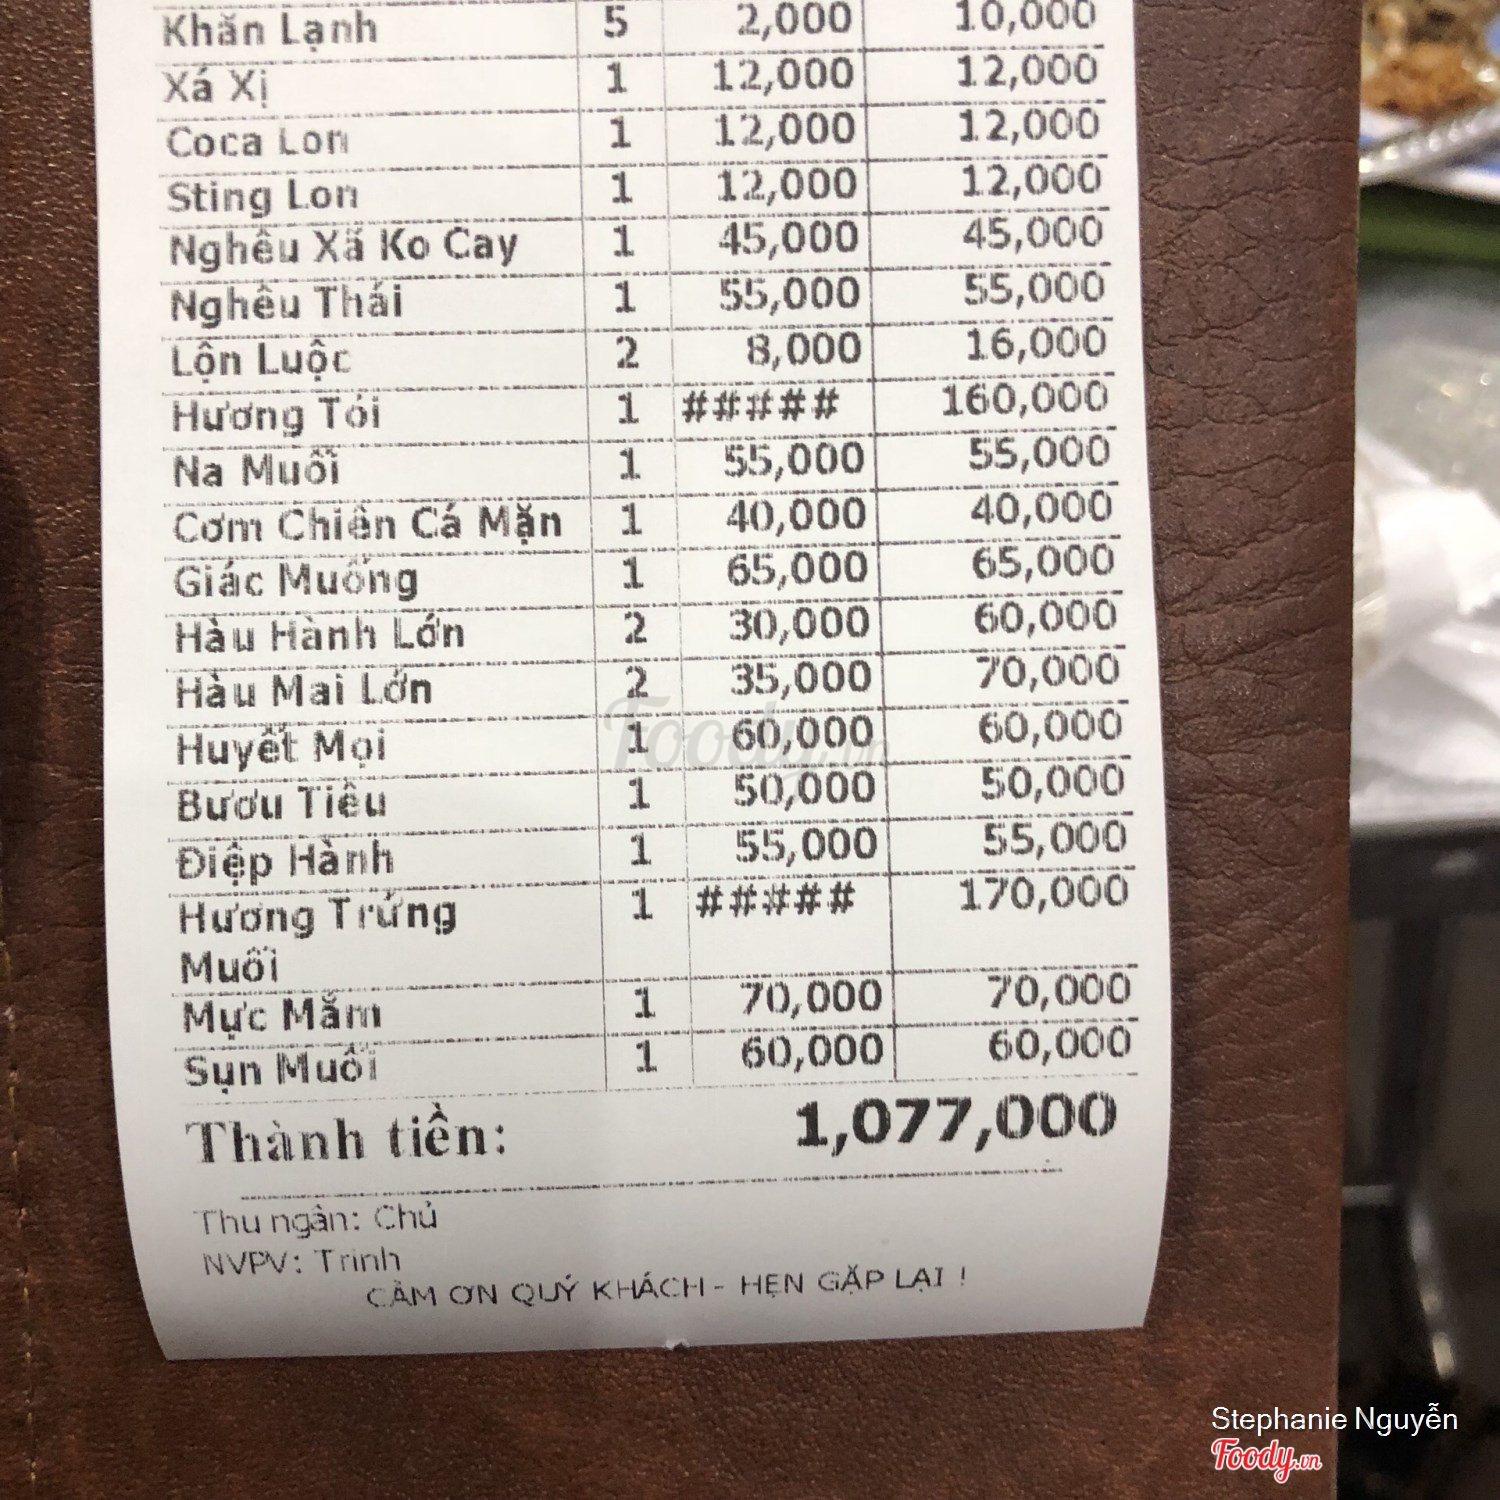 Khăn Lạnh 5 2,000 10,000
Xá Xị 1 12,000 12,000
Coca Lon 1 12,000 12,000
Sting Lon 1 12,000 12,000
Nghêu Xã Ko Cay 1 45,000 45,000
Nghêu Thái 1 55,000 55,000
Lộn Luộc 2 8,000 16,000
Hương Tỏi 1 ##### 160,000
Na Muối 1 55,000 55,000
Cơm Chiên Cá Mặn 1 40,000 40,000
Giác Muống 1 65,000 65,000
Hàu Hành Lớn 2 30,000 60,000
Hàu Mai Lớn 2 35,000 70,000
Huyết Mọi 1 60,000 60,000
Bươu Tiêu 1 50,000 50,000
Điệp Hành 1 55,000 55,000
Hương Trứng 1 ##### 170,000
Muối
Mực Mắm 1 70,000 70,000
Sụn Muối 1 60,000 60,000
Thành tiền: 1,077,000
Thu ngân: Chủ
NVPV: Trinh
CẢM ƠN QUÝ KHÁCH - HẸN GẶP LẠI !
Foody.vn
Stephanie Nguyễn
Foody.vn